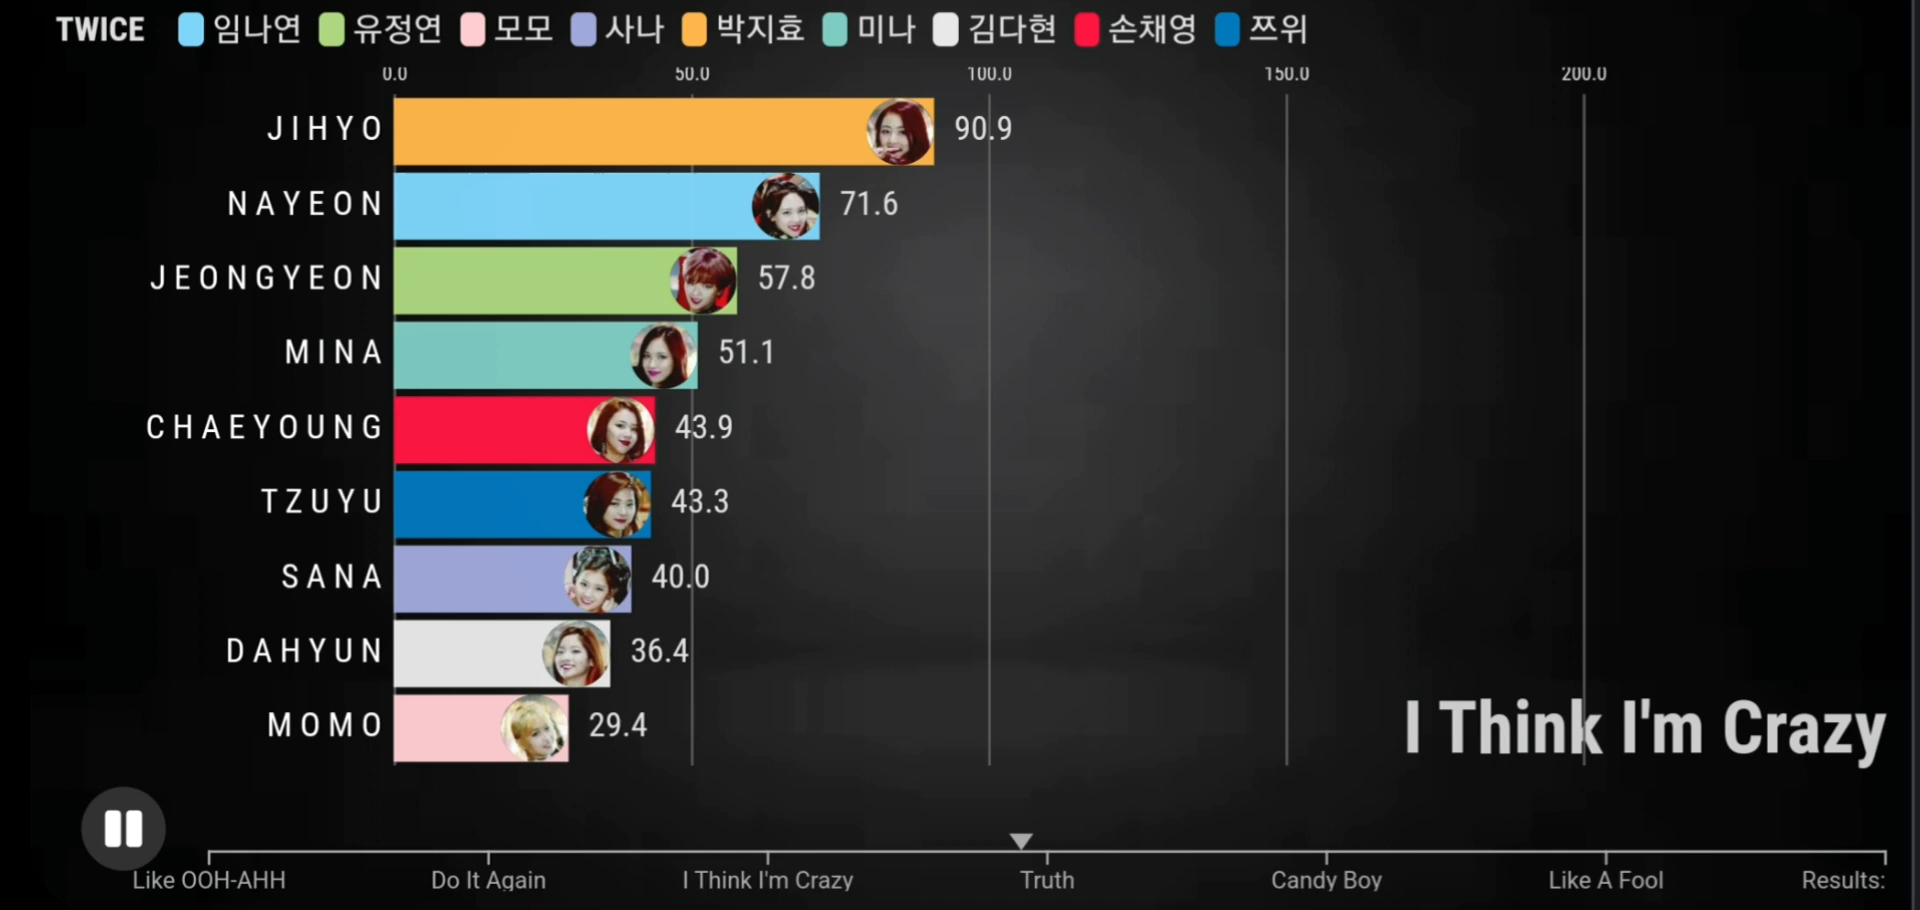 TWICE 임나연 유정연 모모 사나 박지효 미나 김다현 손채영 쯔위
0.0 50.0 100.0 150.0 200.0
JIHYO 90.9
NAYEON 71.6
JEONGYEON 57.8
MINA 51.1
CHAEYOUNG 43.9
TZUYU 43.3
SANA 40.0
DAHYUN 36.4
MOMO 29.4
I Think I'm Crazy
Like OOH-AHH Do It Again I Think I'm Crazy Truth Candy Boy Like A Fool Results: